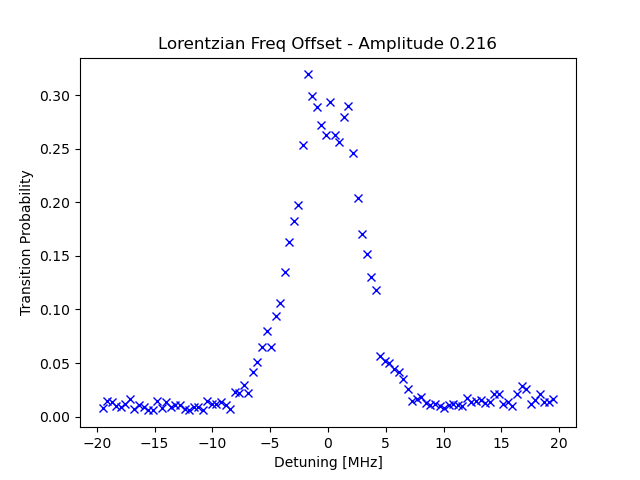 Lorentzian Freq Offset - Amplitude 0.216
Transition Probability
0.30
0.25
0.20
0.15
0.10
0.05
0.00
−20 −15 −10 −5 0 5 10 15 20
Detuning [MHz]